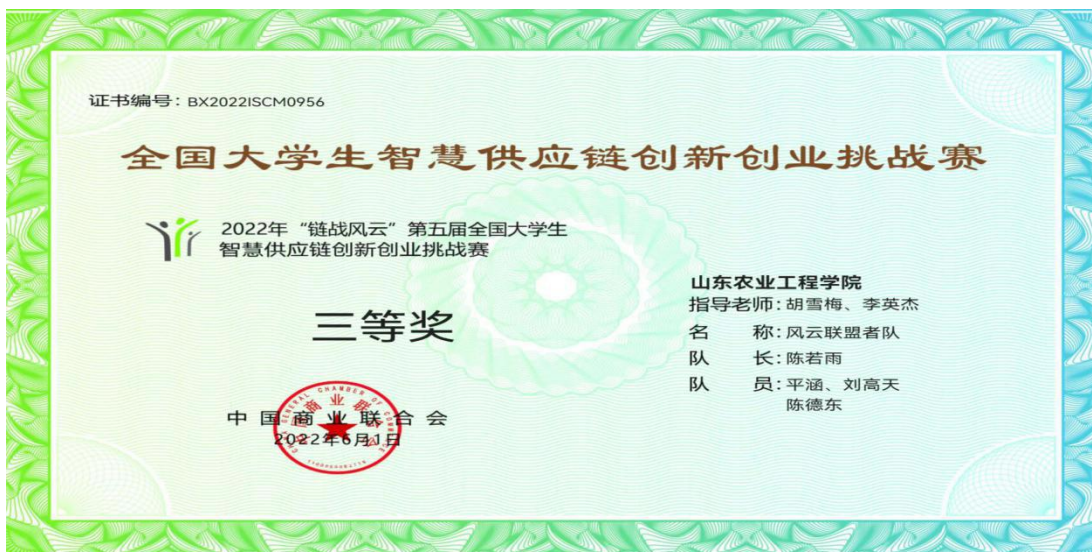 证书编号：BX2022ISCM0956
全国大学生智慧供应链创新创业挑战赛
2022年“链战风云”第五届全国大学生
智慧供应链创新创业挑战赛
三等奖
山东农业工程学院
指导老师：胡雪梅、李英杰
名 称：风云联盟者队
队 长：陈若雨
队 员：平涵、刘高天
陈德东
中国商业联合会
2022年6月1日